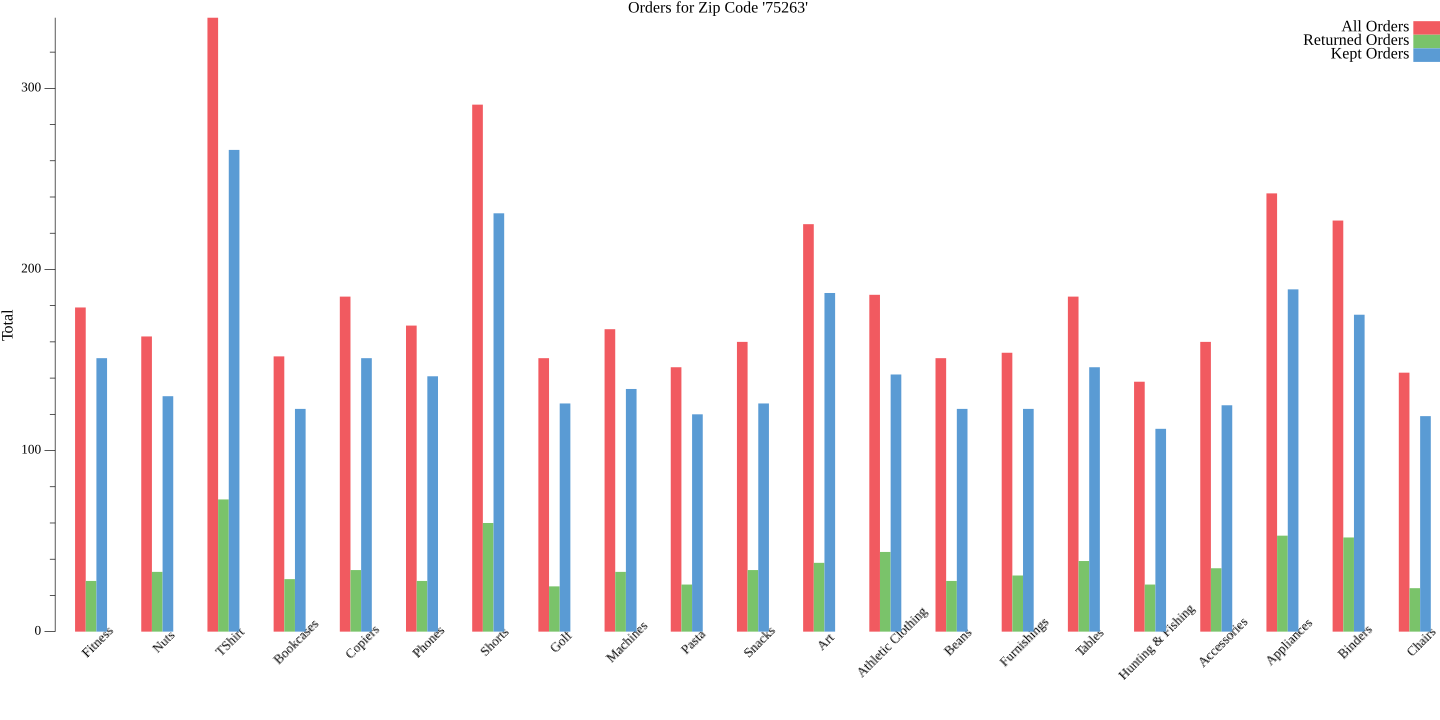 Orders for Zip Code '75263'
All Orders
Returned Orders
Kept Orders
Total
300
200
100
0
Fitness
Nuts
TShirt
Bookcases
Copiers
Phones
Shorts
Golf
Machines
Pasta
Snacks
Art
Athletic Clothing
Beans
Furnishings
Tables
Hunting & Fishing
Accessories
Appliances
Binders
Chairs